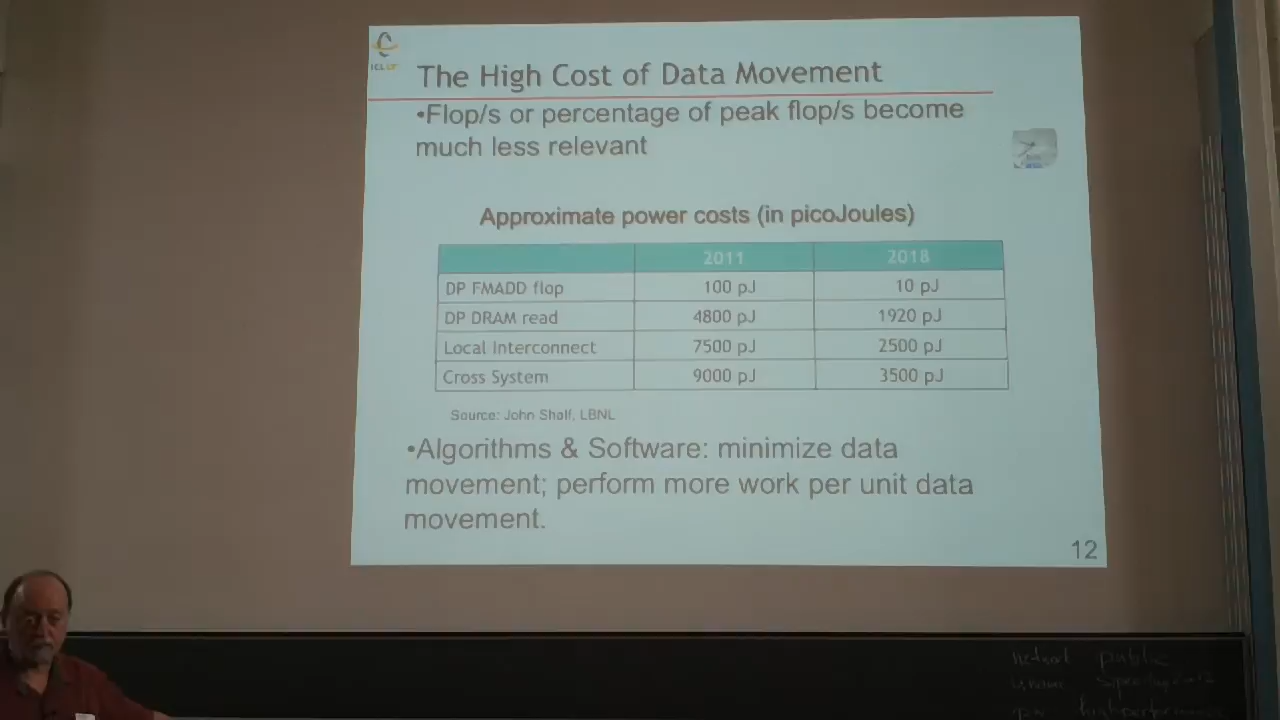 ICL UT
The High Cost of Data Movement
•Flop/s or percentage of peak flop/s become
much less relevant
Approximate power costs (in picoJoules)
2011 2018
DP FMADD flop 100 pJ 10 pJ
DP DRAM read 4800 pJ 1920 pJ
Local Interconnect 7500 pJ 2500 pJ
Cross System 9000 pJ 3500 pJ
Source: John Shalf, LBNL
•Algorithms & Software: minimize data
movement; perform more work per unit data
movement.
12
public